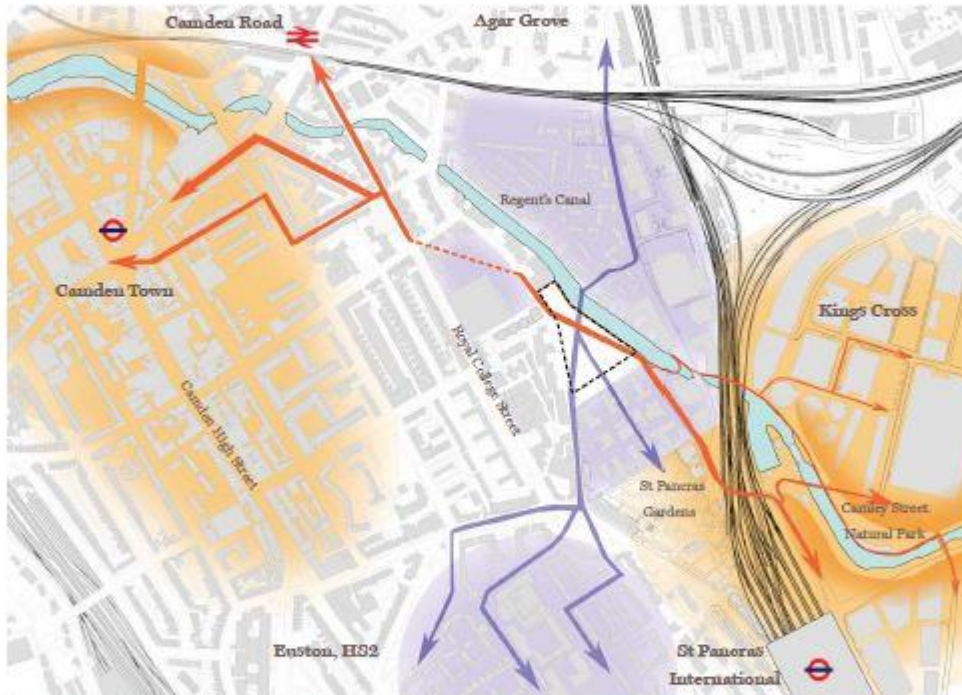 Camden Road
Agar Grove
Regent's Canal
Camden Town
Kings Cross
Royal College Street
Camden High Street
St Pancras
Gardens
Camley Street
Natural Park
Euston, HS2
St Pancras
International